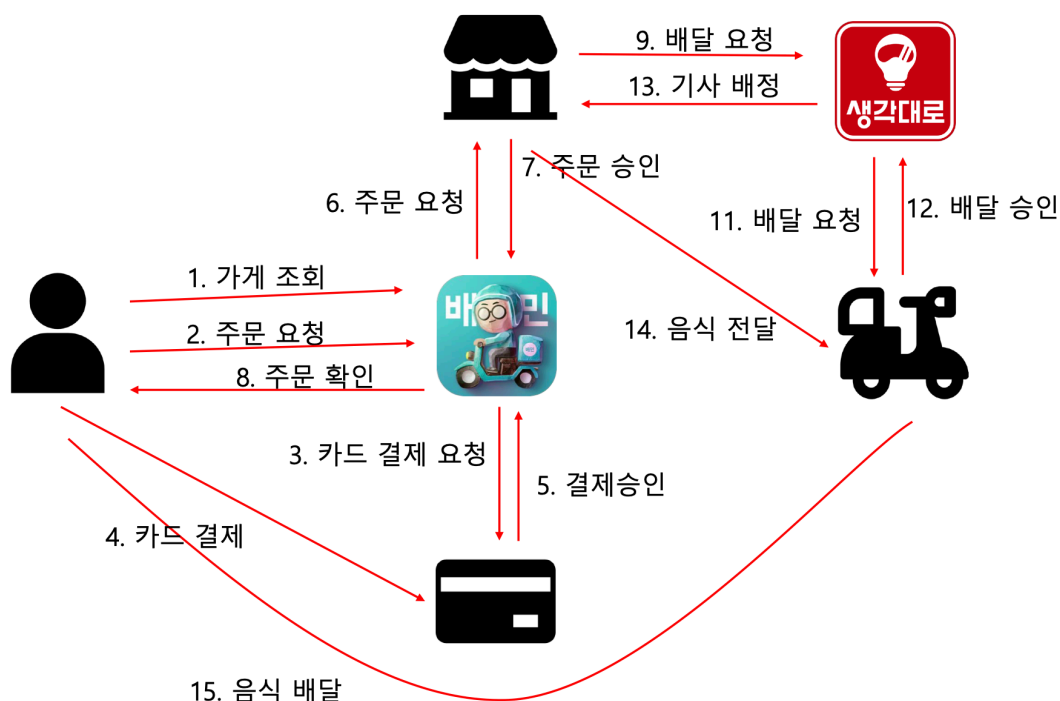 9. 배달 요청
13. 기사 배정
생각대로
7. 주문 승인
6. 주문 요청
11. 배달 요청
12. 배달 승인
1. 가게 조회
배민
2. 주문 요청
14. 음식 전달
8. 주문 확인
3. 카드 결제 요청
5. 결제승인
4. 카드 결제
15. 음식 배달